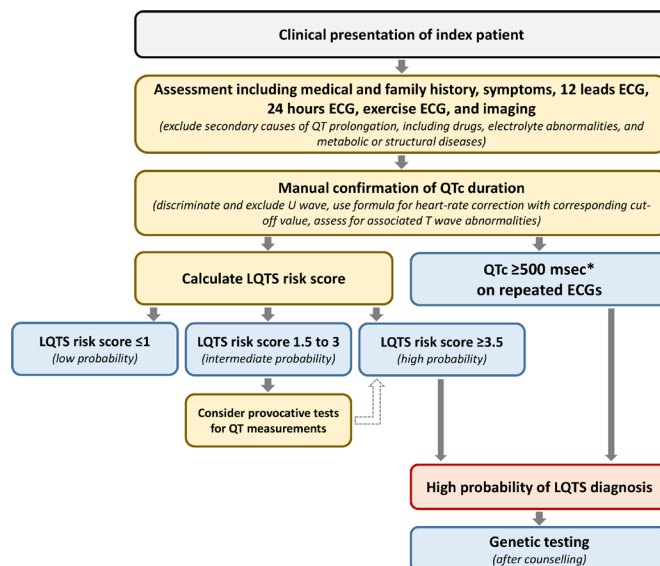 Clinical presentation of index patient
Assessment including medical and family history, symptoms, 12 leads ECG,
24 hours ECG, exercise ECG, and imaging
(exclude secondary causes of QT prolongation, including drugs, electrolyte abnormalities, and
metabolic or structural diseases)
Manual confirmation of QTc duration
(discriminate and exclude U wave, use formula for heart-rate correction with corresponding cut-
off value, assess for associated T wave abnormalities)
Calculate LQTS risk score
QTc ≥500 msec*
on repeated ECGs
LQTS risk score ≤1
(low probability)
LQTS risk score 1.5 to 3
(intermediate probability)
LQTS risk score ≥3.5
(high probability)
Consider provocative tests
for QT measurements
High probability of LQTS diagnosis
Genetic testing
(after counselling)